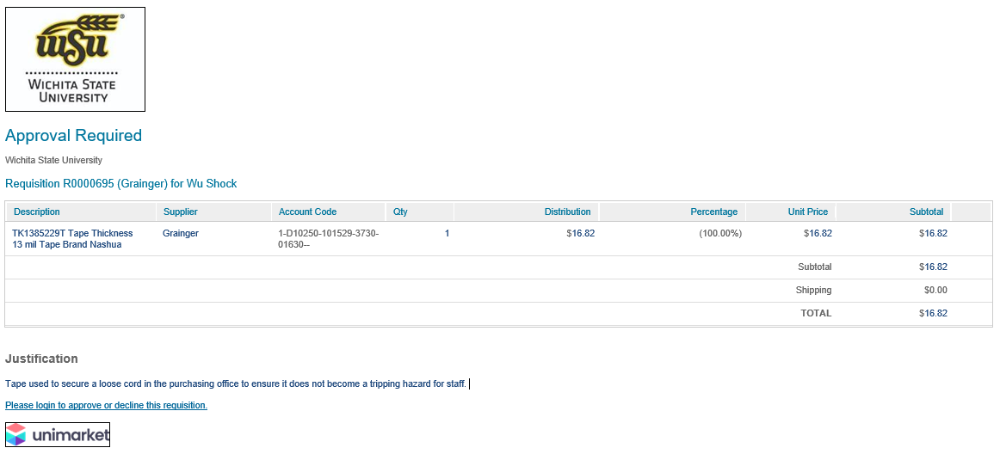 wsu®
WICHITA STATE
UNIVERSITY
Approval Required
Wichita State University
Requisition R0000695 (Grainger) for Wu Shock
Description Supplier Account Code Qty Distribution Percentage Unit Price Subtotal
TK1385229T Tape Thickness Grainger 1-D10250-101529-3730- 1 $16.82 (100.00%) $16.82 $16.82
13 mil Tape Brand Nashua 01630--
Subtotal $16.82
Shipping $0.00
TOTAL $16.82
Justification
Tape used to secure a loose cord in the purchasing office to ensure it does not become a tripping hazard for staff.
Please login to approve or decline this requisition.
unimarket